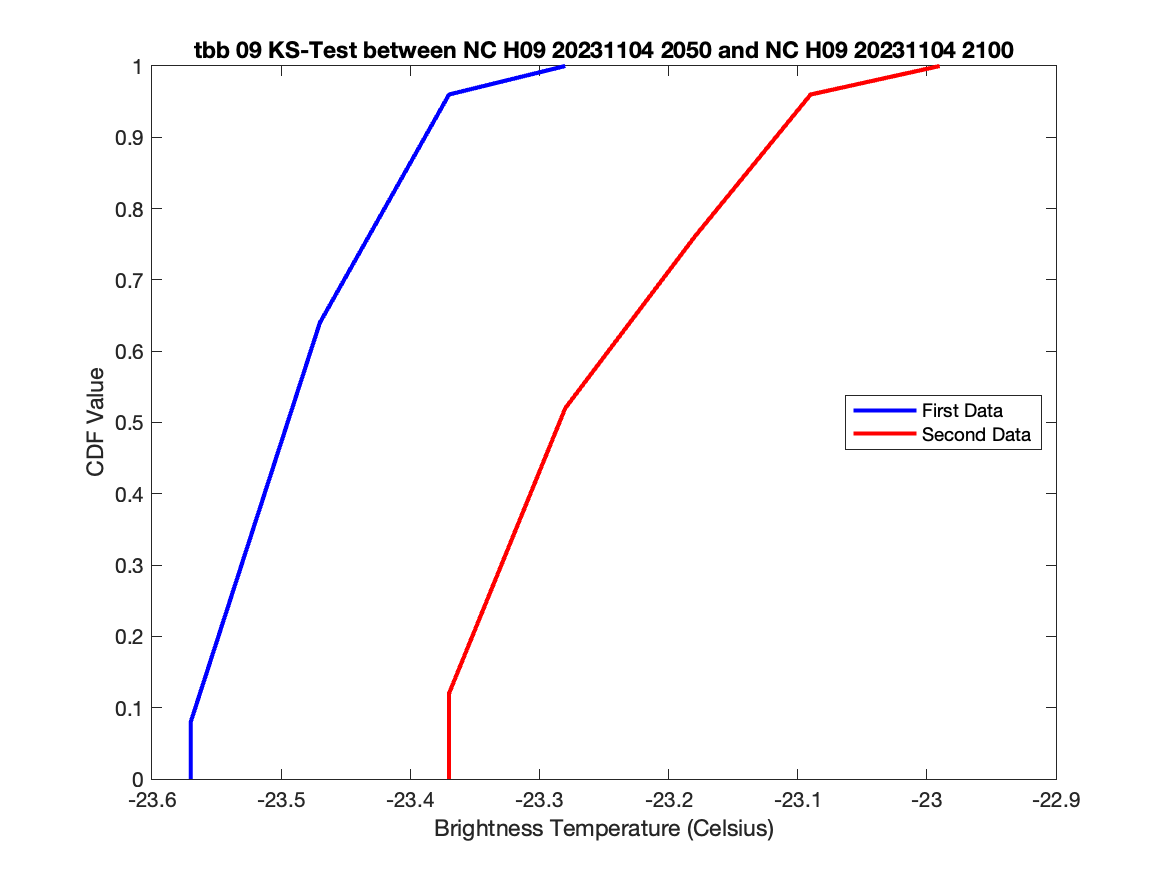 tbb 09 KS-Test between NC H09 20231104 2050 and NC H09 20231104 2100
1
0.9
0.8
0.7
0.6
0.5
0.4
0.3
0.2
0.1
0
CDF Value
First Data
Second Data
-23.6 -23.5 -23.4 -23.3 -23.2 -23.1 -23 -22.9
Brightness Temperature (Celsius)